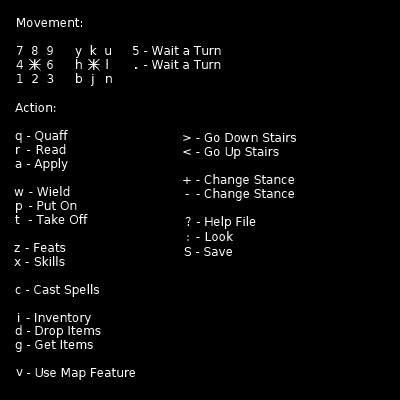 Movement:
7 8 9 y k u 5 - Wait a Turn
4 6 h l . - Wait a Turn
1 2 3 b j n
Action:
q - Quaff
r - Read
a - Apply
w - Wield
p - Put On
t - Take Off
z - Feats
x - Skills
c - Cast Spells
i - Inventory
d - Drop Items
g - Get Items
v - Use Map Feature
> - Go Down Stairs
< - Go Up Stairs
+ - Change Stance
- - Change Stance
? - Help File
: - Look
S - Save